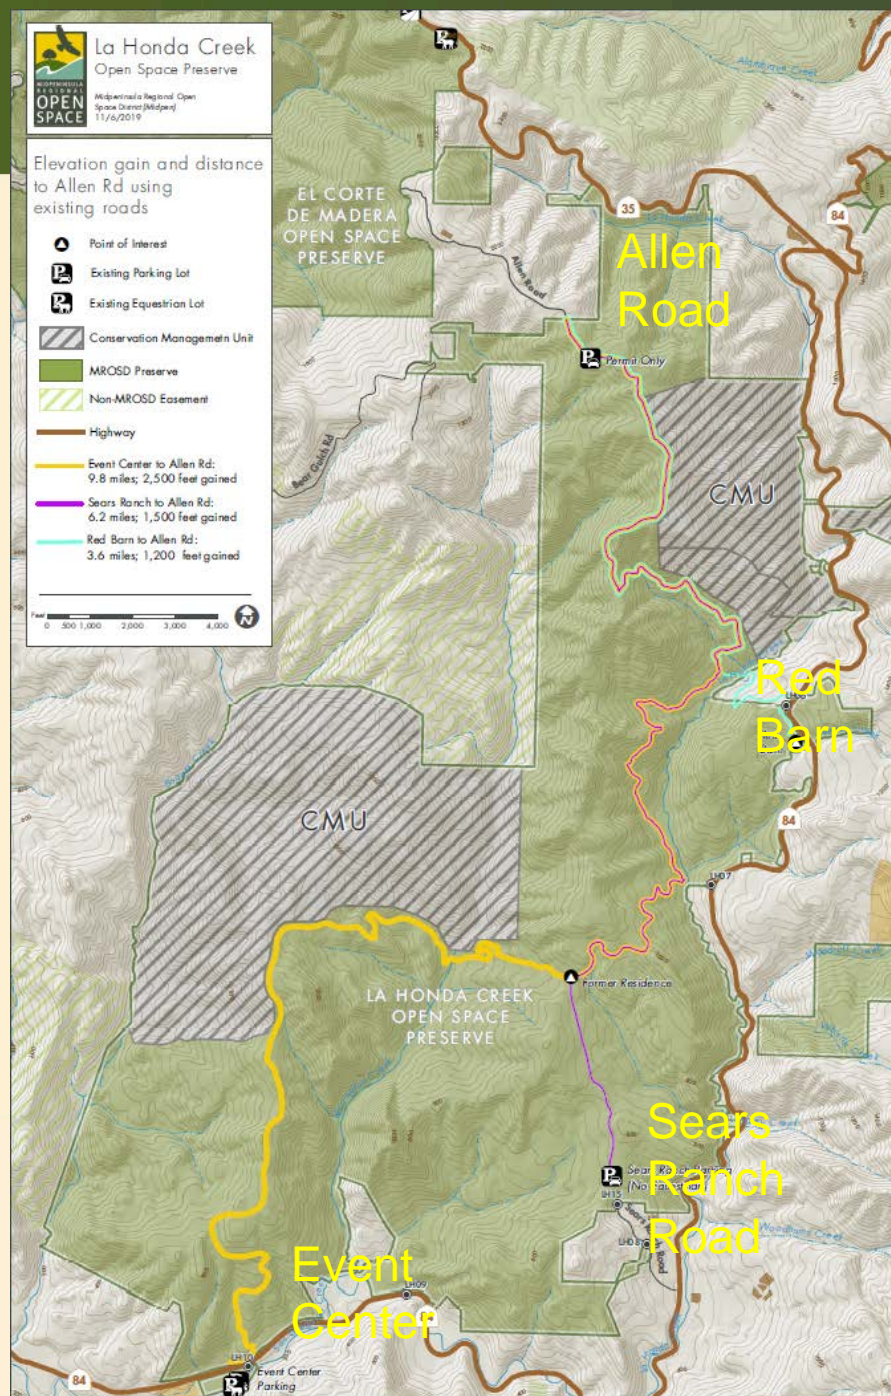 La Honda Creek
Open Space Preserve
MIDPENINSULA
REGIONAL
OPEN
SPACE
Midpeninsula Regional Open
Space District (Midpen)
11/6/2019
Elevation gain and distance
to Allen Rd using
existing roads
Point of Interest
Existing Parking Lot
Existing Equestrian Lot
Conservation Managemetn Unit
MROSD Preserve
Non-MROSD Easement
Highway
Event Center to Allen Rd:
9.8 miles; 2,500 feet gained
Sears Ranch to Allen Rd:
6.2 miles; 1,500 feet gained
Red Barn to Allen Rd:
3.6 miles; 1,200 feet gained
Feet
0 500 1,000 2,000 3,000 4,000
N
EL CORTE
DE MADERA
OPEN SPACE
PRESERVE
35
84
La Honda Creek
Allen Road
Allen
Road
Permit Only
Bear Gulch Rd
CMU
Red
Barn
84
CMU
LH07
Former Residence
LA HONDA CREEK
OPEN SPACE
PRESERVE
Sears
Ranch
Road
LH15
LH08
Woodhams Creek
Event
Center
LH09
LH10
Event Center
Parking
84